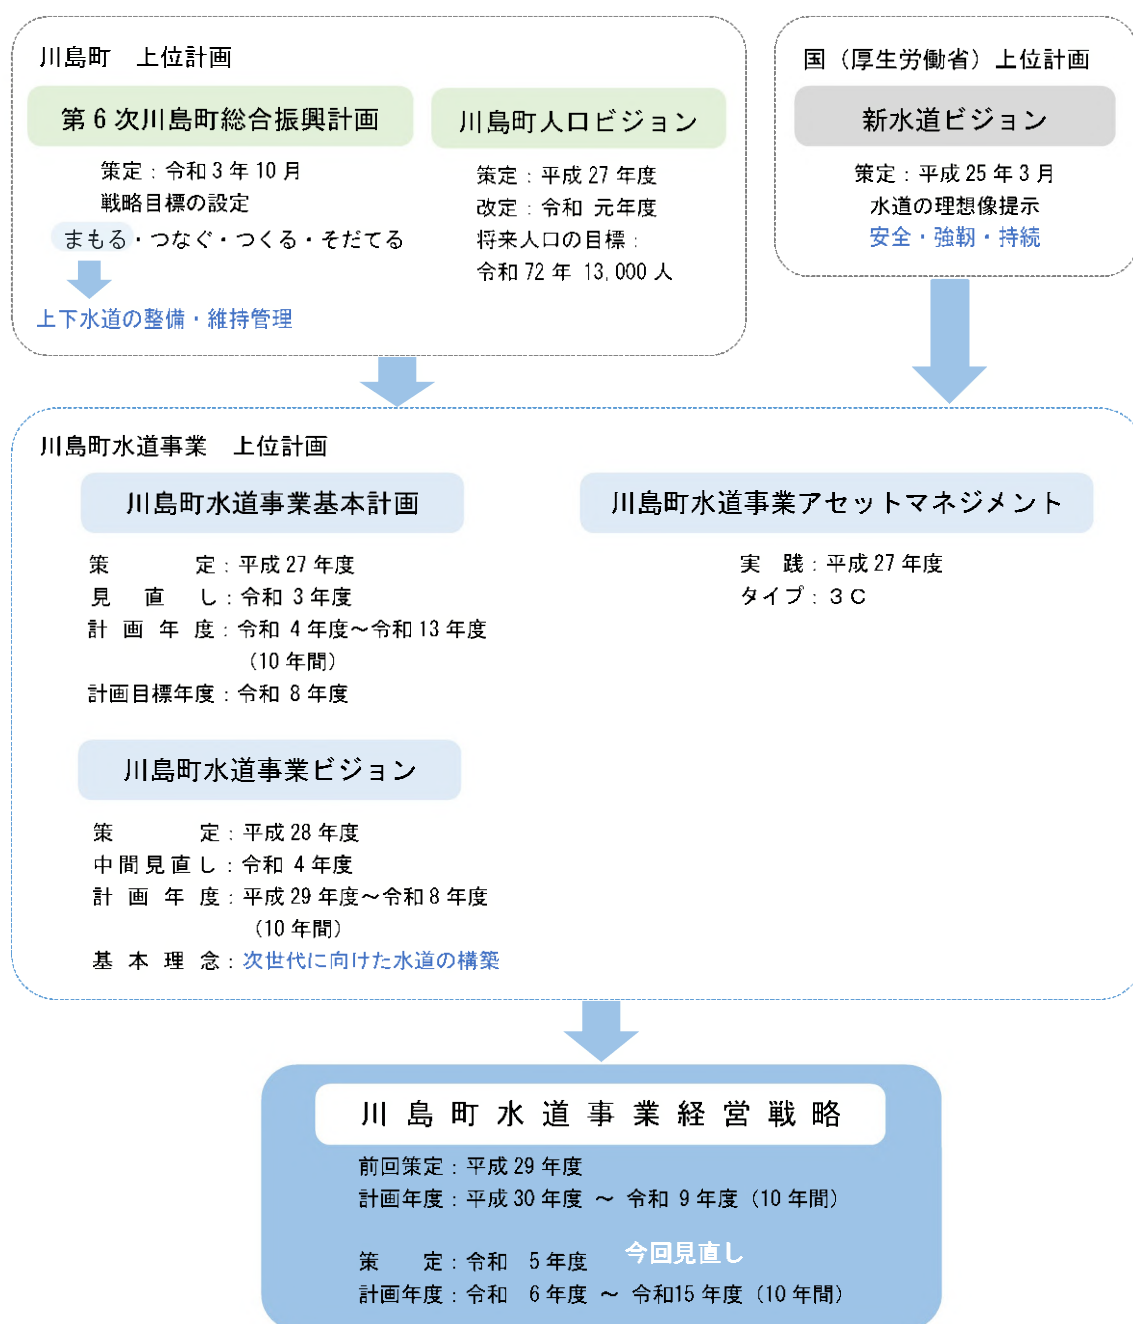 川島町　上位計画
第6次川島町総合振興計画
策定：令和3年10月
戦略目標の設定
まもる・つなぐ・つくる・そだてる
上下水道の整備・維持管理
川島町人口ビジョン
策定：平成27年度
改定：令和 元年度
将来人口の目標：
令和72年 13,000人
国（厚生労働省）上位計画
新水道ビジョン
策定：平成25年3月
水道の理想像提示
安全・強靭・持続
川島町水道事業　上位計画
川島町水道事業基本計画
策　　　定：平成27年度
見　直　し：令和 3年度
計 画 年 度：令和 4年度～令和13年度
（10年間）
計画目標年度：令和 8年度
川島町水道事業アセットマネジメント
実　践：平成27年度
タイプ：３Ｃ
川島町水道事業ビジョン
策　　　定：平成28年度
中間見直し：令和 4年度
計 画 年 度：平成29年度～令和8年度
（10年間）
基 本 理 念：次世代に向けた水道の構築
川島町水道事業経営戦略
前回策定：平成29年度
計画年度：平成30年度 ～ 令和 9年度（10年間）
策　　定：令和　5年度　今回見直し
計画年度：令和　6年度 ～ 令和15年度（10年間）